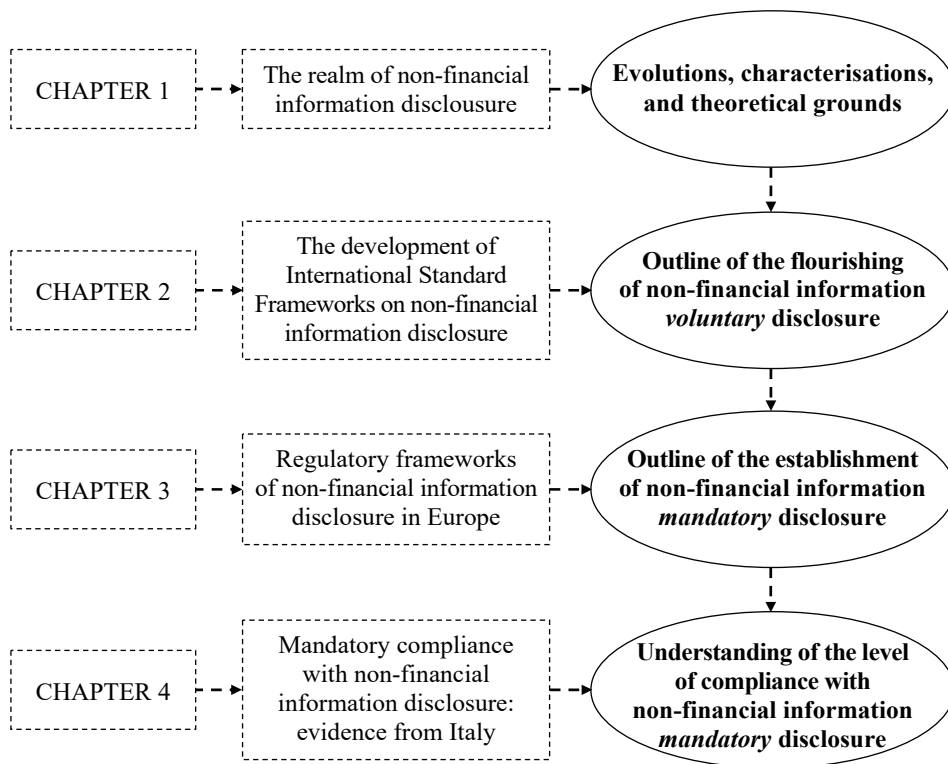 CHAPTER 1
The realm of non-financial
information disclousure
Evolutions, characterisations,
and theoretical grounds
CHAPTER 2
The development of
International Standard
Frameworks on non-financial
information disclosure
Outline of the flourishing
of non-financial information
voluntary disclosure
CHAPTER 3
Regulatory frameworks
of non-financial information
disclosure in Europe
Outline of the establishment
of non-financial information
mandatory disclosure
CHAPTER 4
Mandatory compliance
with non-financial
information disclosure:
evidence from Italy
Understanding of the level
of compliance with
non-financial information
mandatory disclosure